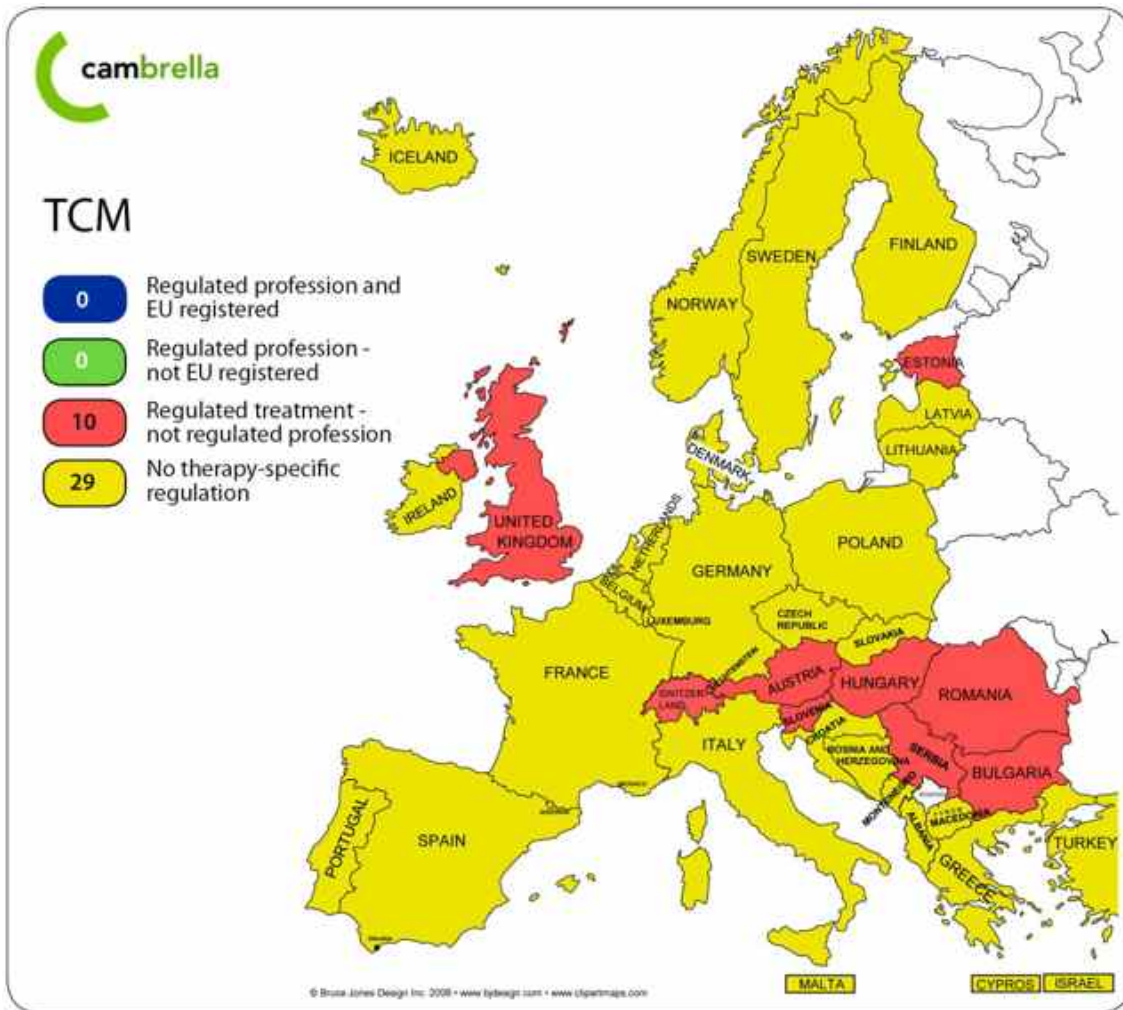 cambrella
TCM
0 Regulated profession and
EU registered
0 Regulated profession -
not EU registered
10 Regulated treatment -
not regulated profession
29 No therapy-specific
regulation
ICELAND
NORWAY
SWEDEN
FINLAND
ESTONIA
LATVIA
LITHUANIA
DENMARK
IRELAND
UNITED
KINGDOM
NETHERLANDS
BELGIUM
LUXEMBURG
GERMANY
POLAND
CZECH
REPUBLIC
SLOVAKIA
FRANCE
SWITZER
LAND
LIECHTENSTEIN
AUSTRIA
HUNGARY
ROMANIA
SLOVENIA
CROATIA
ITALY
BOSNIA AND
HERZEGOVINA
SERBIA
BULGARIA
MONTENEGRO
MACEDONIA
ALBANIA
GREECE
TURKEY
PORTUGAL
SPAIN
MALTA
CYPROS
ISRAEL
© Bruce Jones Design Inc. 2008 • www.bjdesign.com • www.clipartmaps.com